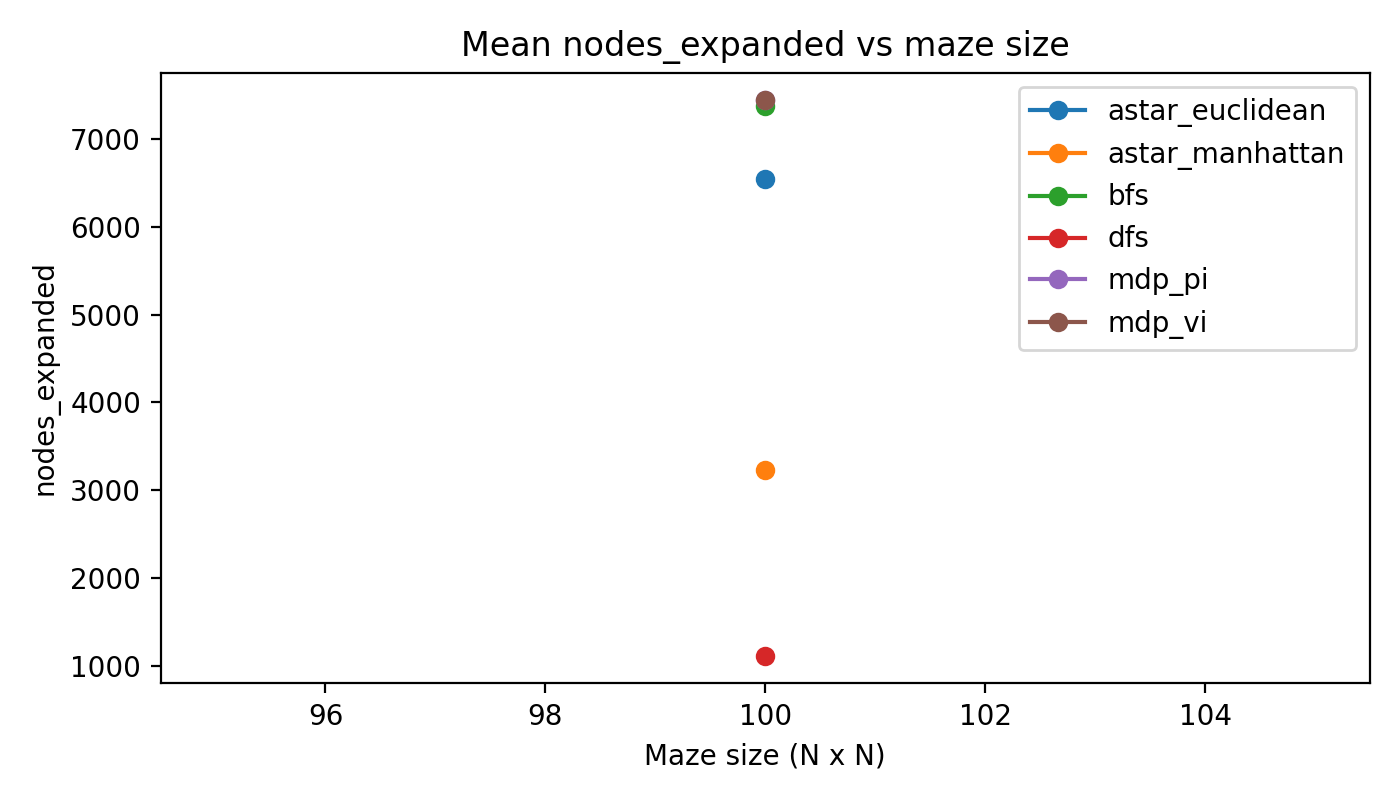 Mean nodes_expanded vs maze size
nodes_expanded
7000
6000
5000
4000
3000
2000
1000
96
98
100
102
104
Maze size (N x N)
astar_euclidean
astar_manhattan
bfs
dfs
mdp_pi
mdp_vi